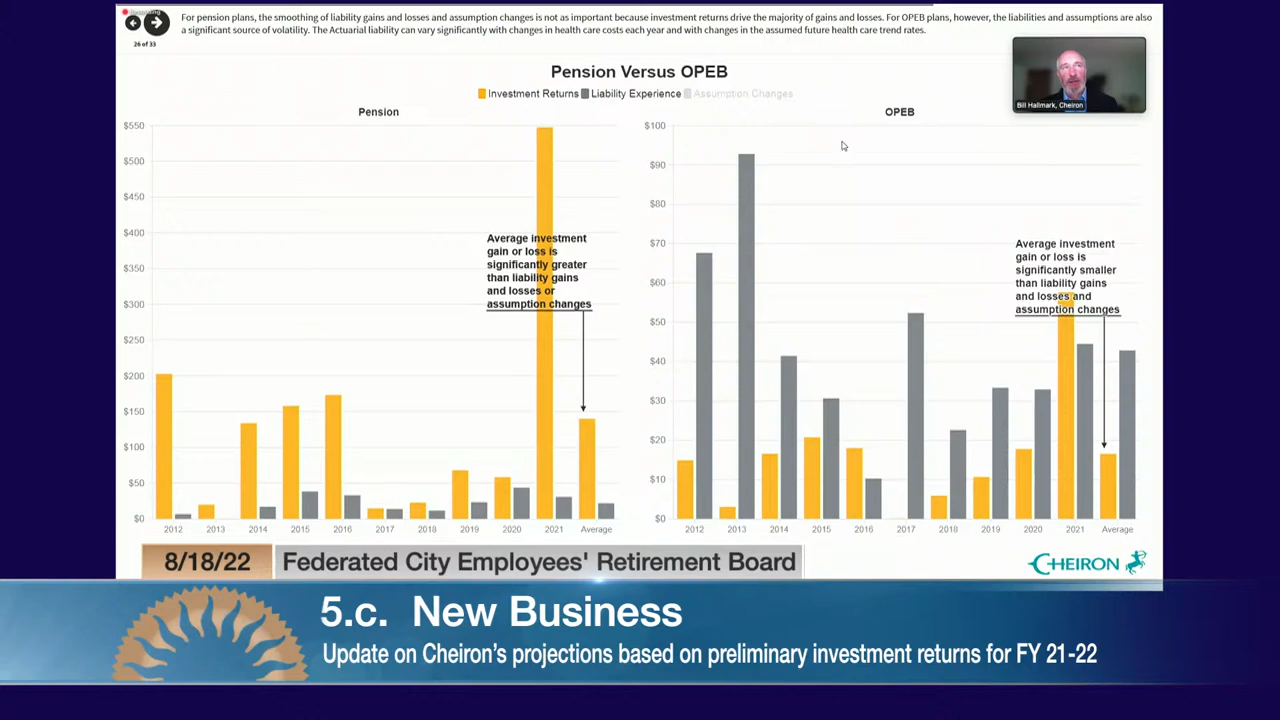 Recording
For pension plans, the smoothing of liability gains and losses and assumption changes is not as important because investment returns drive the majority of gains and losses. For OPEB plans, however, the liabilities and assumptions are also
a significant source of volatility. The Actuarial liability can vary significantly with changes in health care costs each year and with changes in the assumed future health care trend rates.
26 of 33
Pension Versus OPEB
Investment Returns Liability Experience Assumption Changes
Bill Hallmark, Cheiron
Pension
$550
$500
$450
$400
$350
$300
$250
$200
$150
$100
$50
$0
Average investment
gain or loss is
significantly greater
than liability gains
and losses or
assumption changes
2012 2013 2014 2015 2016 2017 2018 2019 2020 2021 Average
OPEB
$100
$90
$80
$70
$60
$50
$40
$30
$20
$10
$0
Average investment
gain or loss is
significantly smaller
than liability gains
and losses and
assumption changes
2012 2013 2014 2015 2016 2017 2018 2019 2020 2021 Average
8/18/22 Federated City Employees' Retirement Board
CHEIRON
5.c. New Business
Update on Cheiron's projections based on preliminary investment returns for FY 21-22